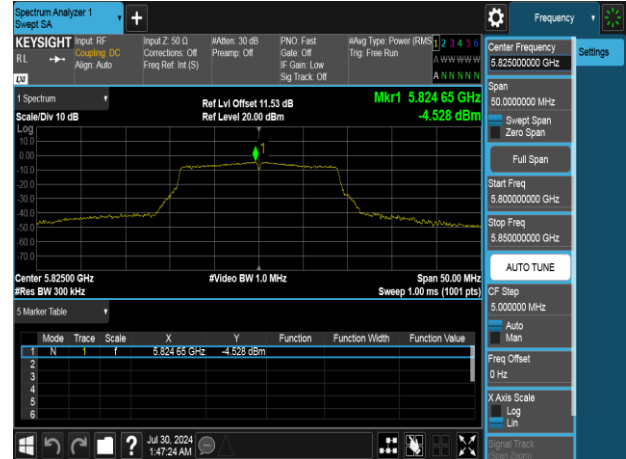 Spectrum Analyzer 1
Swept SA
+
Frequency
KEYSIGHT
RL
LXI
Input: RF
Coupling: DC
Align: Auto
Input Z: 50 Ω
Corrections: Off
Freq Ref: Int (S)
#Atten: 30 dB
Preamp: Off
PNO: Fast
Gate: Off
IF Gain: Low
Sig Track: Off
#Avg Type: Power (RMS
Trig: Free Run
1 2 3 4 5 6
A W W W W W
A N N N N N
1 Spectrum
Scale/Div 10 dB
Ref Lvl Offset 11.53 dB
Ref Level 20.00 dBm
Mkr1 5.824 65 GHz
-4.528 dBm
Log
10.0
0.00
-10.0
-20.0
-30.0
-40.0
-50.0
-60.0
-70.0
1
Center 5.82500 GHz
#Res BW 300 kHz
#Video BW 1.0 MHz
Span 50.00 MHz
Sweep 1.00 ms (1001 pts)
5 Marker Table
Mode Trace Scale X Y Function Function Width Function Value
1 N 1 f 5.824 65 GHz -4.528 dBm
2
3
4
5
6
Jul 30, 2024
1:47:24 AM
?
Center Frequency
5.825000000 GHz
Span
50.0000000 MHz
Swept Span
Zero Span
Full Span
Start Freq
5.800000000 GHz
Stop Freq
5.850000000 GHz
AUTO TUNE
CF Step
5.000000 MHz
Auto
Man
Freq Offset
0 Hz
X Axis Scale
Log
Lin
Signal Track
(Span Zoom)
Settings